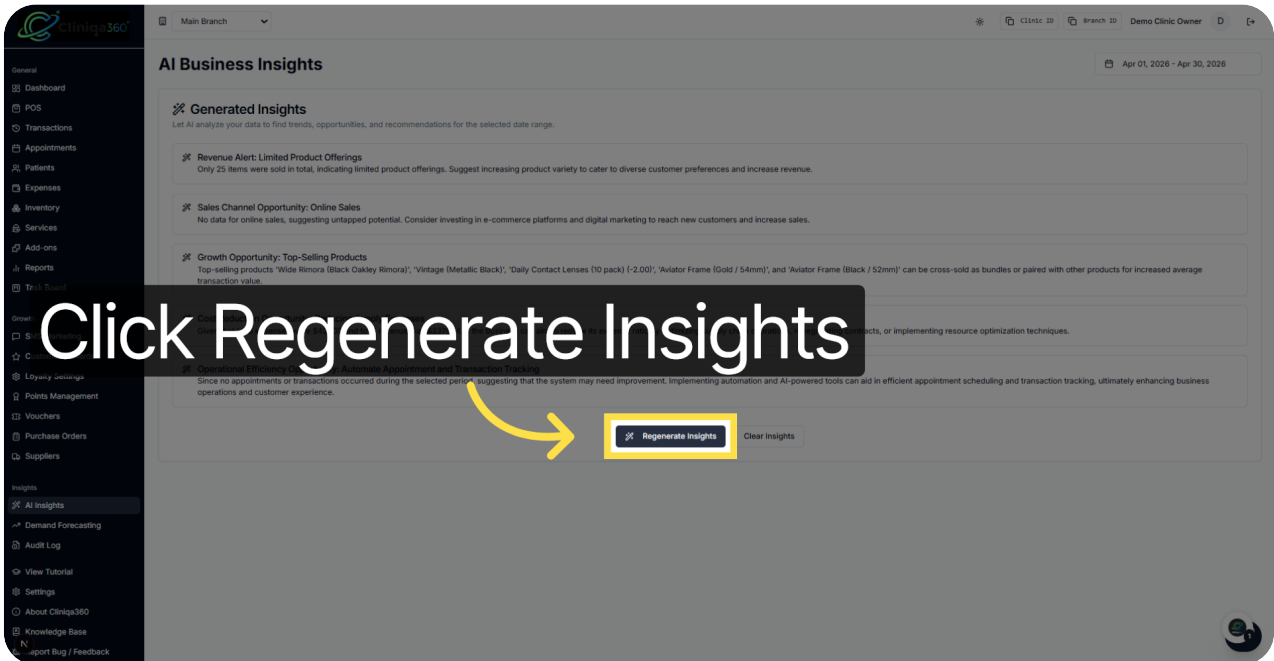 Cliniqa360
Main Branch
Clinic ID
Branch ID
Demo Clinic Owner
D
General
Dashboard
POS
Transactions
Appointments
Patients
Expenses
Inventory
Services
Add-ons
Reports
Task Board
Growth
Loyalty Settings
Points Management
Vouchers
Purchase Orders
Suppliers
Insights
AI Insights
Demand Forecasting
Audit Log
View Tutorial
Settings
About Cliniqa360
Knowledge Base
N
eport Bug / Feedback
AI Business Insights
Apr 01, 2026 - Apr 30, 2026
Generated Insights
Let AI analyze your data to find trends, opportunities, and recommendations for the selected date range.
Revenue Alert: Limited Product Offerings
Only 25 items were sold in total, indicating limited product offerings. Suggest increasing product variety to cater to diverse customer preferences and increase revenue.
Sales Channel Opportunity: Online Sales
No data for online sales, suggesting untapped potential. Consider investing in e-commerce platforms and digital marketing to reach new customers and increase sales.
Growth Opportunity: Top-Selling Products
Top-selling products 'Wide Rimora (Black Oakley Rimora)', 'Vintage (Metallic Black)', 'Daily Contact Lenses (10 pack) (-2.00)', 'Aviator Frame (Gold / 54mm)', and 'Aviator Frame (Black / 52mm)' can be cross-sold as bundles or paired with other products for increased average
transaction value.
Click Regenerate Insights
or implementing resource optimization techniques.
Automate Appointment and Transaction Tracking
Since no appointments or transactions occurred during the selected period, suggesting that the system may need improvement. Implementing automation and AI-powered tools can aid in efficient appointment scheduling and transaction tracking, ultimately enhancing business
operations and customer experience.
Regenerate Insights
Clear Insights
1